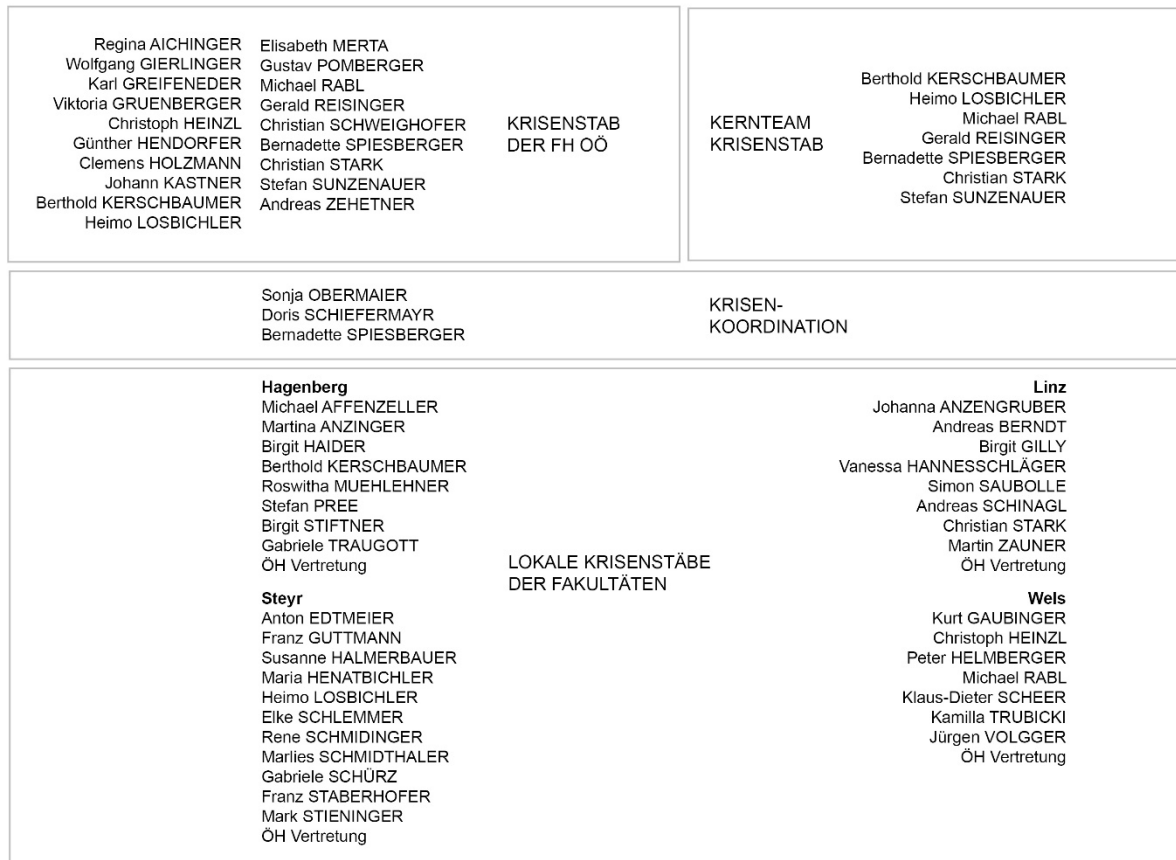 Regina AICHINGER
Wolfgang GIERLINGER
Karl GREIFENEDER
Viktoria GRUENBERGER
Christoph HEINZL
Günther HENDORFER
Clemens HOLZMANN
Johann KASTNER
Berthold KERSCHBAUMER
Heimo LOSBICHLER
Elisabeth MERTA
Gustav POMBERGER
Michael RABL
Gerald REISINGER
Christian SCHWEIGHOFER
Bernadette SPIESBERGER
Christian STARK
Stefan SUNZENAUER
Andreas ZEHETNER
KRISENSTAB
DER FH OÖ
KERNTEAM
KRISENSTAB
Berthold KERSCHBAUMER
Heimo LOSBICHLER
Michael RABL
Gerald REISINGER
Bernadette SPIESBERGER
Christian STARK
Stefan SUNZENAUER
Sonja OBERMAIER
Doris SCHIEFERMAYR
Bernadette SPIESBERGER
KRISEN-
KOORDINATION
Hagenberg
Michael AFFENZELLER
Martina ANZINGER
Birgit HAIDER
Berthold KERSCHBAUMER
Roswitha MUEHLEHNER
Stefan PREE
Birgit STIFTNER
Gabriele TRAUGOTT
ÖH Vertretung
Steyr
Anton EDTMEIER
Franz GUTTMANN
Susanne HALMERBAUER
Maria HENATBICHLER
Heimo LOSBICHLER
Elke SCHLEMMER
Rene SCHMIDINGER
Marlies SCHMIDTHALER
Gabriele SCHÜRZ
Franz STABERHOFER
Mark STIENINGER
ÖH Vertretung
LOKALE KRISENSTÄBE
DER FAKULTÄTEN
Linz
Johanna ANZENGRUBER
Andreas BERNDT
Birgit GILLY
Vanessa HANNESSCHLÄGER
Simon SAUBOLLE
Andreas SCHINAGL
Christian STARK
Martin ZAUNER
ÖH Vertretung
Wels
Kurt GAUBINGER
Christoph HEINZL
Peter HELMBERGER
Michael RABL
Klaus-Dieter SCHEER
Kamilla TRUBICKI
Jürgen VOLGGER
ÖH Vertretung